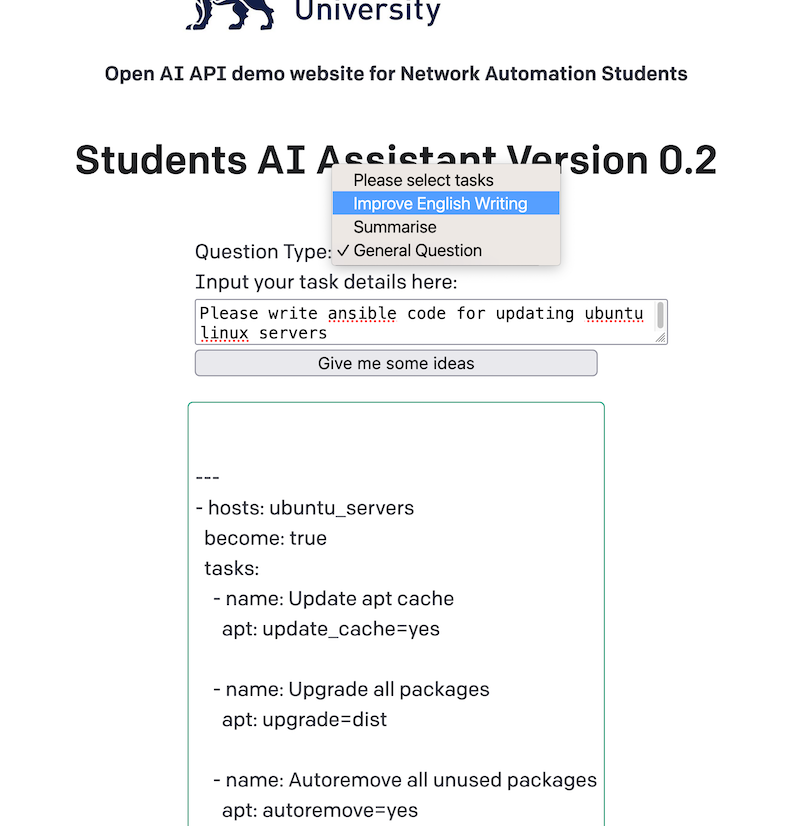 University
Open AI API demo website for Network Automation Students
Students AI Assistant Version 0.2
Please select tasks
Improve English Writing
Summarise
Question Type: ✓ General Question
Input your task details here:
Please write ansible code for updating ubuntu
linux servers
Give me some ideas
---
- hosts: ubuntu_servers
become: true
tasks:
- name: Update apt cache
apt: update_cache=yes
- name: Upgrade all packages
apt: upgrade=dist
- name: Autoremove all unused packages
apt: autoremove=yes